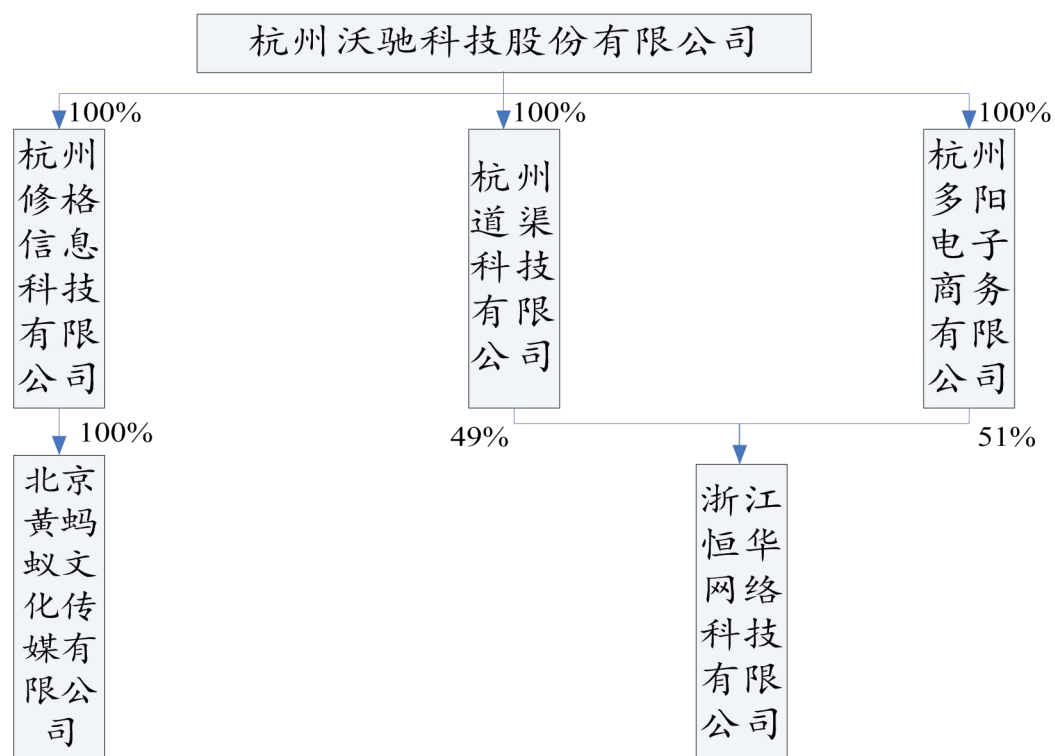 杭州沃驰科技股份有限公司
100%
100%
100%
杭州
修格
信息
科技
有限
公司
杭州
道渠
科技
有限
公司
杭州
多阳
电子
商务
有限
公司
100%
49%
51%
北京
黄蚂
蚁文
化传
媒有
限公
司
浙江
恒华
网络
科技
有限
公司